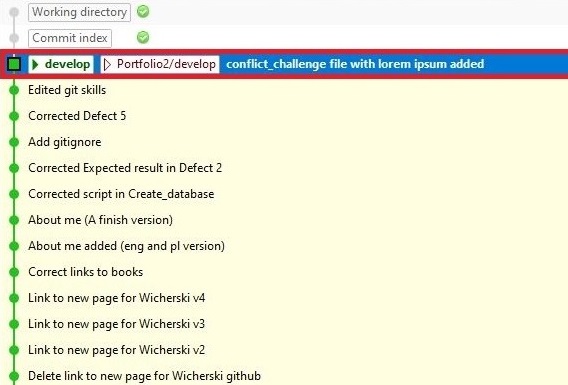 Working directory
Commit index
develop Portfolio2/develop conflict_challenge file with lorem ipsum added
Edited git skills
Corrected Defect 5
Add gitignore
Corrected Expected result in Defect 2
Corrected script in Create_database
About me (A finish version)
About me added (eng and pl version)
Correct links to books
Link to new page for Wicherski v4
Link to new page for Wicherski v3
Link to new page for Wicherski v2
Delete link to new page for Wicherski github